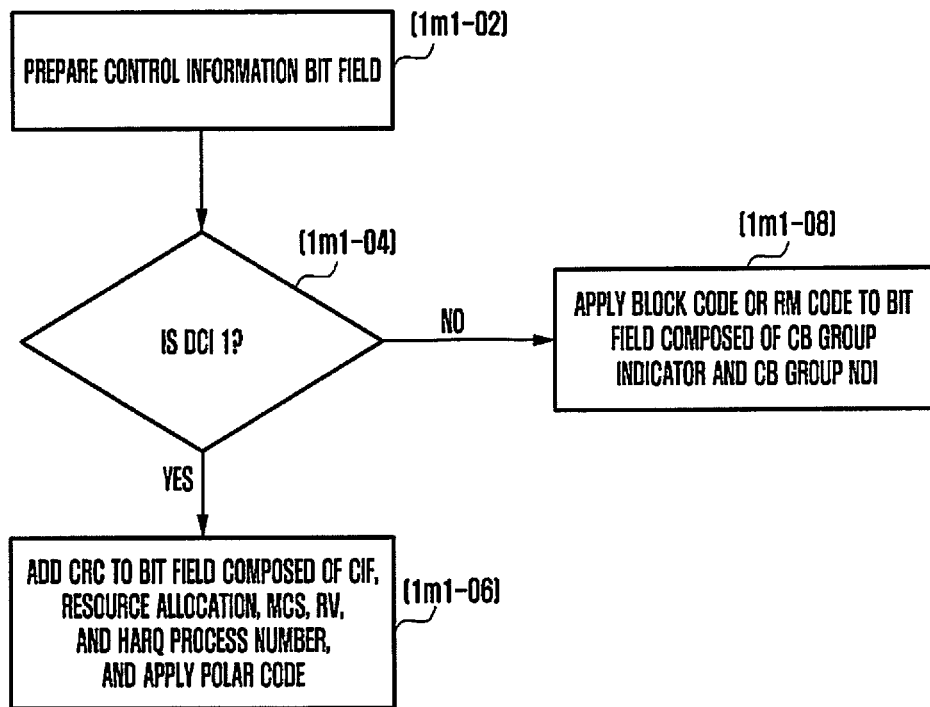 (1m1-02)
PREPARE CONTROL INFORMATION BIT FIELD
(1m1-04)
IS DCI 1?
NO
(1m1-08)
APPLY BLOCK CODE OR RM CODE TO BIT
FIELD COMPOSED OF CB GROUP
INDICATOR AND CB GROUP NDI
YES
ADD CRC TO BIT FIELD COMPOSED OF CIF,
RESOURCE ALLOCATION, MCS, RV,
AND HARQ PROCESS NUMBER,
AND APPLY POLAR CODE
(1m1-06)